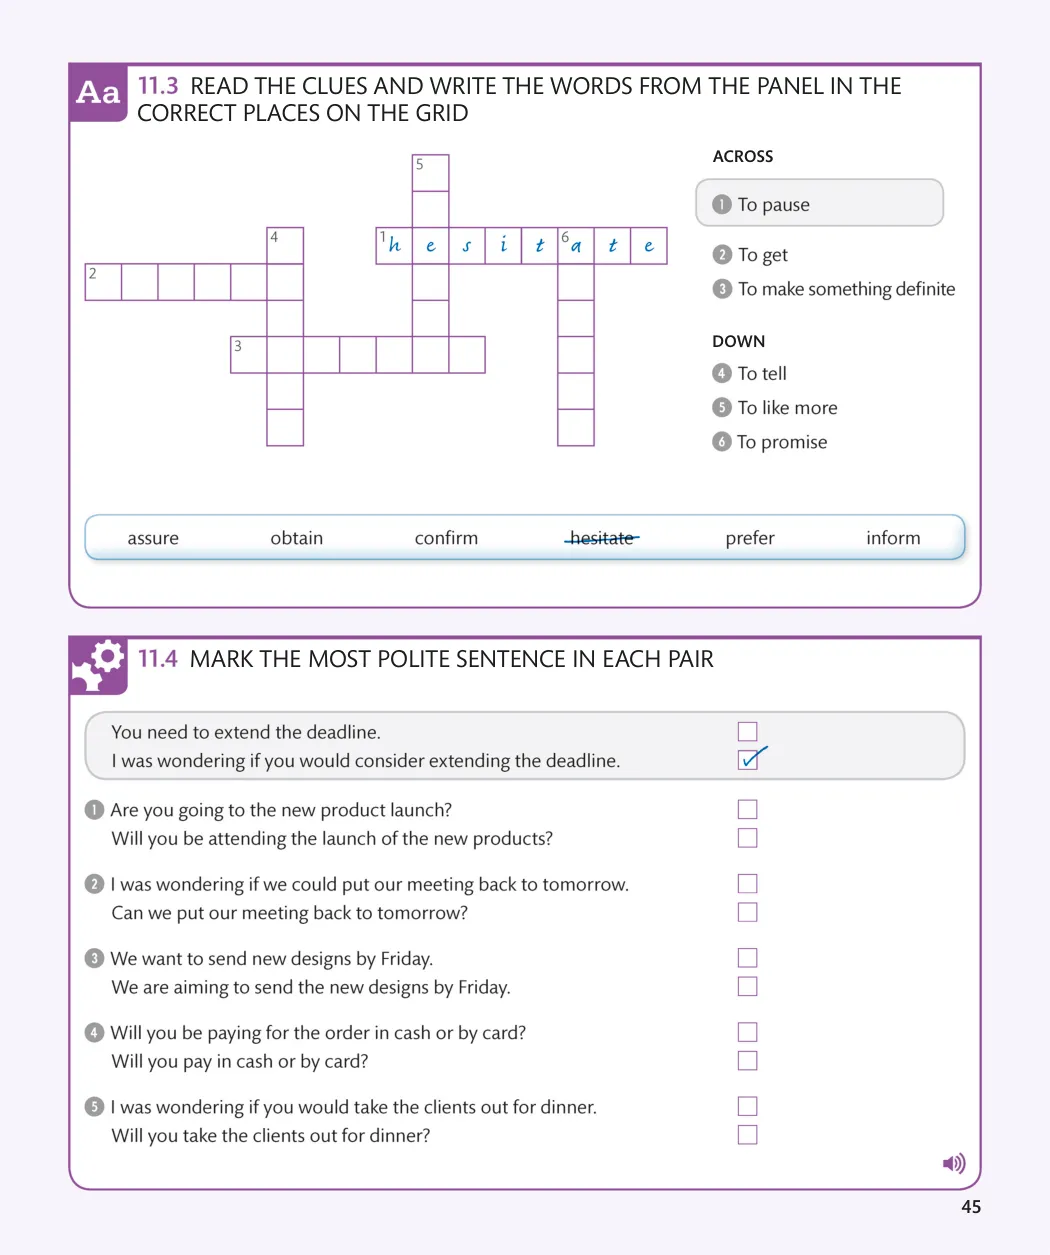 Aa
11.3 READ THE CLUES AND WRITE THE WORDS FROM THE PANEL IN THE
CORRECT PLACES ON THE GRID
5
4
1 h e s i t 6 a t e
2
3
ACROSS
1 To pause
2 To get
3 To make something definite
DOWN
4 To tell
5 To like more
6 To promise
assure obtain confirm hesitate prefer inform
11.4 MARK THE MOST POLITE SENTENCE IN EACH PAIR
You need to extend the deadline.
I was wondering if you would consider extending the deadline.
1 Are you going to the new product launch?
Will you be attending the launch of the new products?
2 I was wondering if we could put our meeting back to tomorrow.
Can we put our meeting back to tomorrow?
3 We want to send new designs by Friday.
We are aiming to send the new designs by Friday.
4 Will you be paying for the order in cash or by card?
Will you pay in cash or by card?
5 I was wondering if you would take the clients out for dinner.
Will you take the clients out for dinner?
45